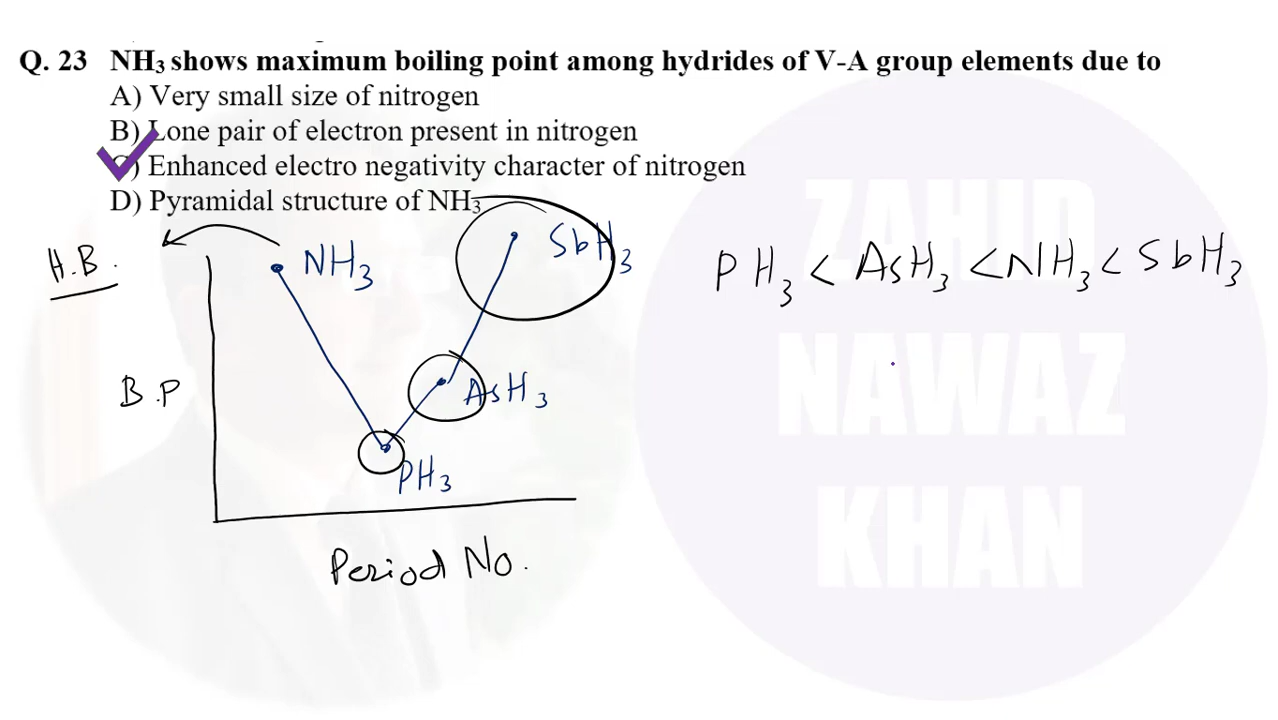 Q. 23 NH₃ shows maximum boiling point among hydrides of V-A group elements due to
A) Very small size of nitrogen
B) Lone pair of electron present in nitrogen
C) Enhanced electro negativity character of nitrogen
D) Pyramidal structure of NH₃
H.B.
NH₃
SbH₃
PH₃ < AsH₃ < NH₃ < SbH₃
B.P
AsH₃
PH₃
Period No.
ZAHID
NAWAZ
KHAN